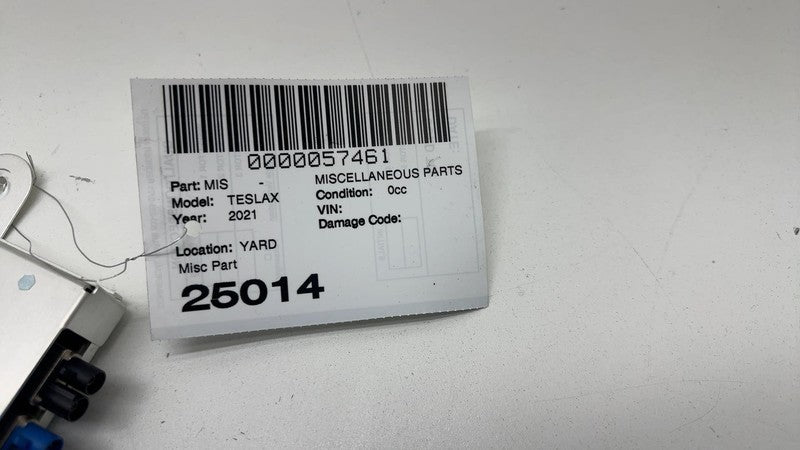 0000057461
Part: MIS - MISCELLANEOUS PARTS
Model: TESLAX Condition: 0cc
Year: 2021 VIN:
Damage Code:
Location: YARD
Misc Part
25014